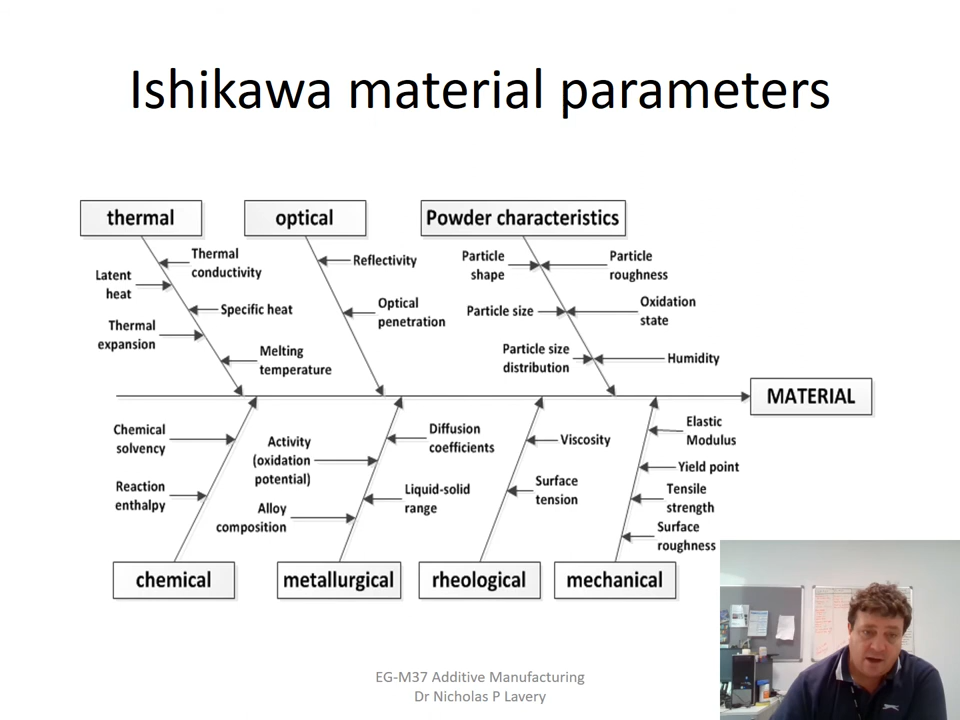 Ishikawa material parameters
thermal
optical
Powder characteristics
Thermal
conductivity
Latent
heat
Specific heat
Thermal
expansion
Melting
temperature
Reflectivity
Optical
penetration
Particle
shape
Particle
roughness
Particle size
Oxidation
state
Particle size
distribution
Humidity
MATERIAL
Chemical
solvency
Reaction
enthalpy
Activity
(oxidation
potential)
Alloy
composition
Diffusion
coefficients
Liquid-solid
range
Viscosity
Surface
tension
Elastic
Modulus
Yield point
Tensile
strength
Surface
roughness
chemical
metallurgical
rheological
mechanical
EG-M37 Additive Manufacturing
Dr Nicholas P Lavery